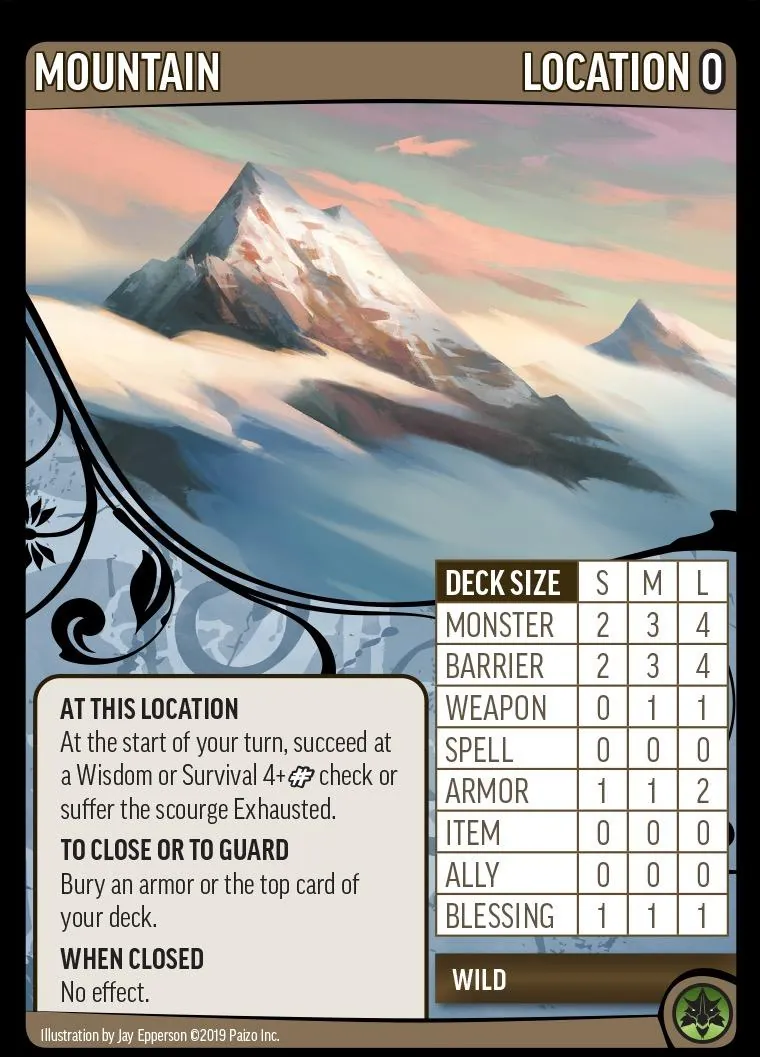 MOUNTAIN LOCATION 0
DECK SIZE S M L
MONSTER 2 3 4
BARRIER 2 3 4
WEAPON 0 1 1
SPELL 0 0 0
ARMOR 1 1 2
ITEM 0 0 0
ALLY 0 0 0
BLESSING 1 1 1
AT THIS LOCATION
At the start of your turn, succeed at
a Wisdom or Survival 4+# check or
suffer the scourge Exhausted.
TO CLOSE OR TO GUARD
Bury an armor or the top card of
your deck.
WHEN CLOSED
No effect.
WILD
Illustration by Jay Epperson ©2019 Paizo Inc.